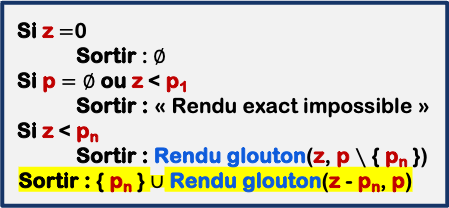 Si z =0
Sortir : ∅
Si p = ∅ ou z < p₁
Sortir : « Rendu exact impossible »
Si z < pₙ
Sortir : Rendu glouton(z, p \ { pₙ })
Sortir : { pₙ } ∪ Rendu glouton(z - pₙ, p)